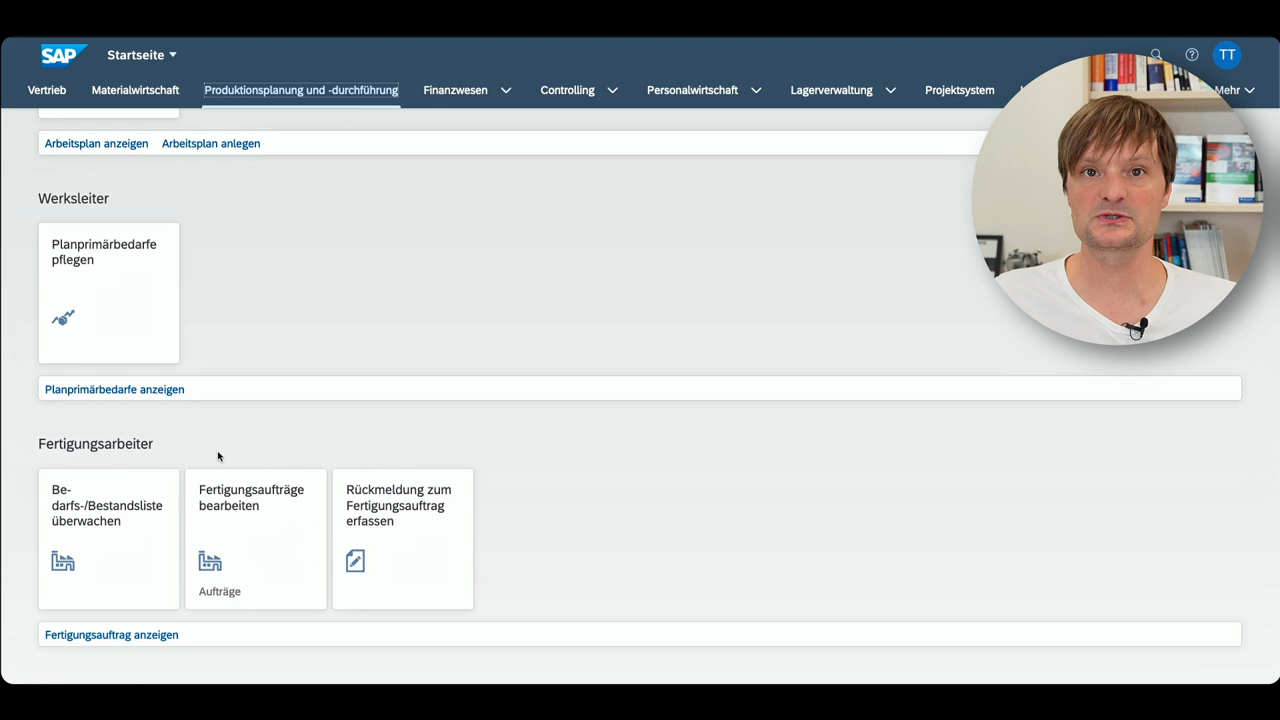 SAP
Startseite
TT
Vertrieb
Materialwirtschaft
Produktionsplanung und -durchführung
Finanzwesen
Controlling
Personalwirtschaft
Lagerverwaltung
Projektsystem
Mehr
Arbeitsplan anzeigen
Arbeitsplan anlegen
Werksleiter
Planprimärbedarfe
pflegen
Planprimärbedarfe anzeigen
Fertigungsarbeiter
Be-
darfs-/Bestandsliste
überwachen
Fertigungsaufträge
bearbeiten
Aufträge
Rückmeldung zum
Fertigungsauftrag
erfassen
Fertigungsauftrag anzeigen